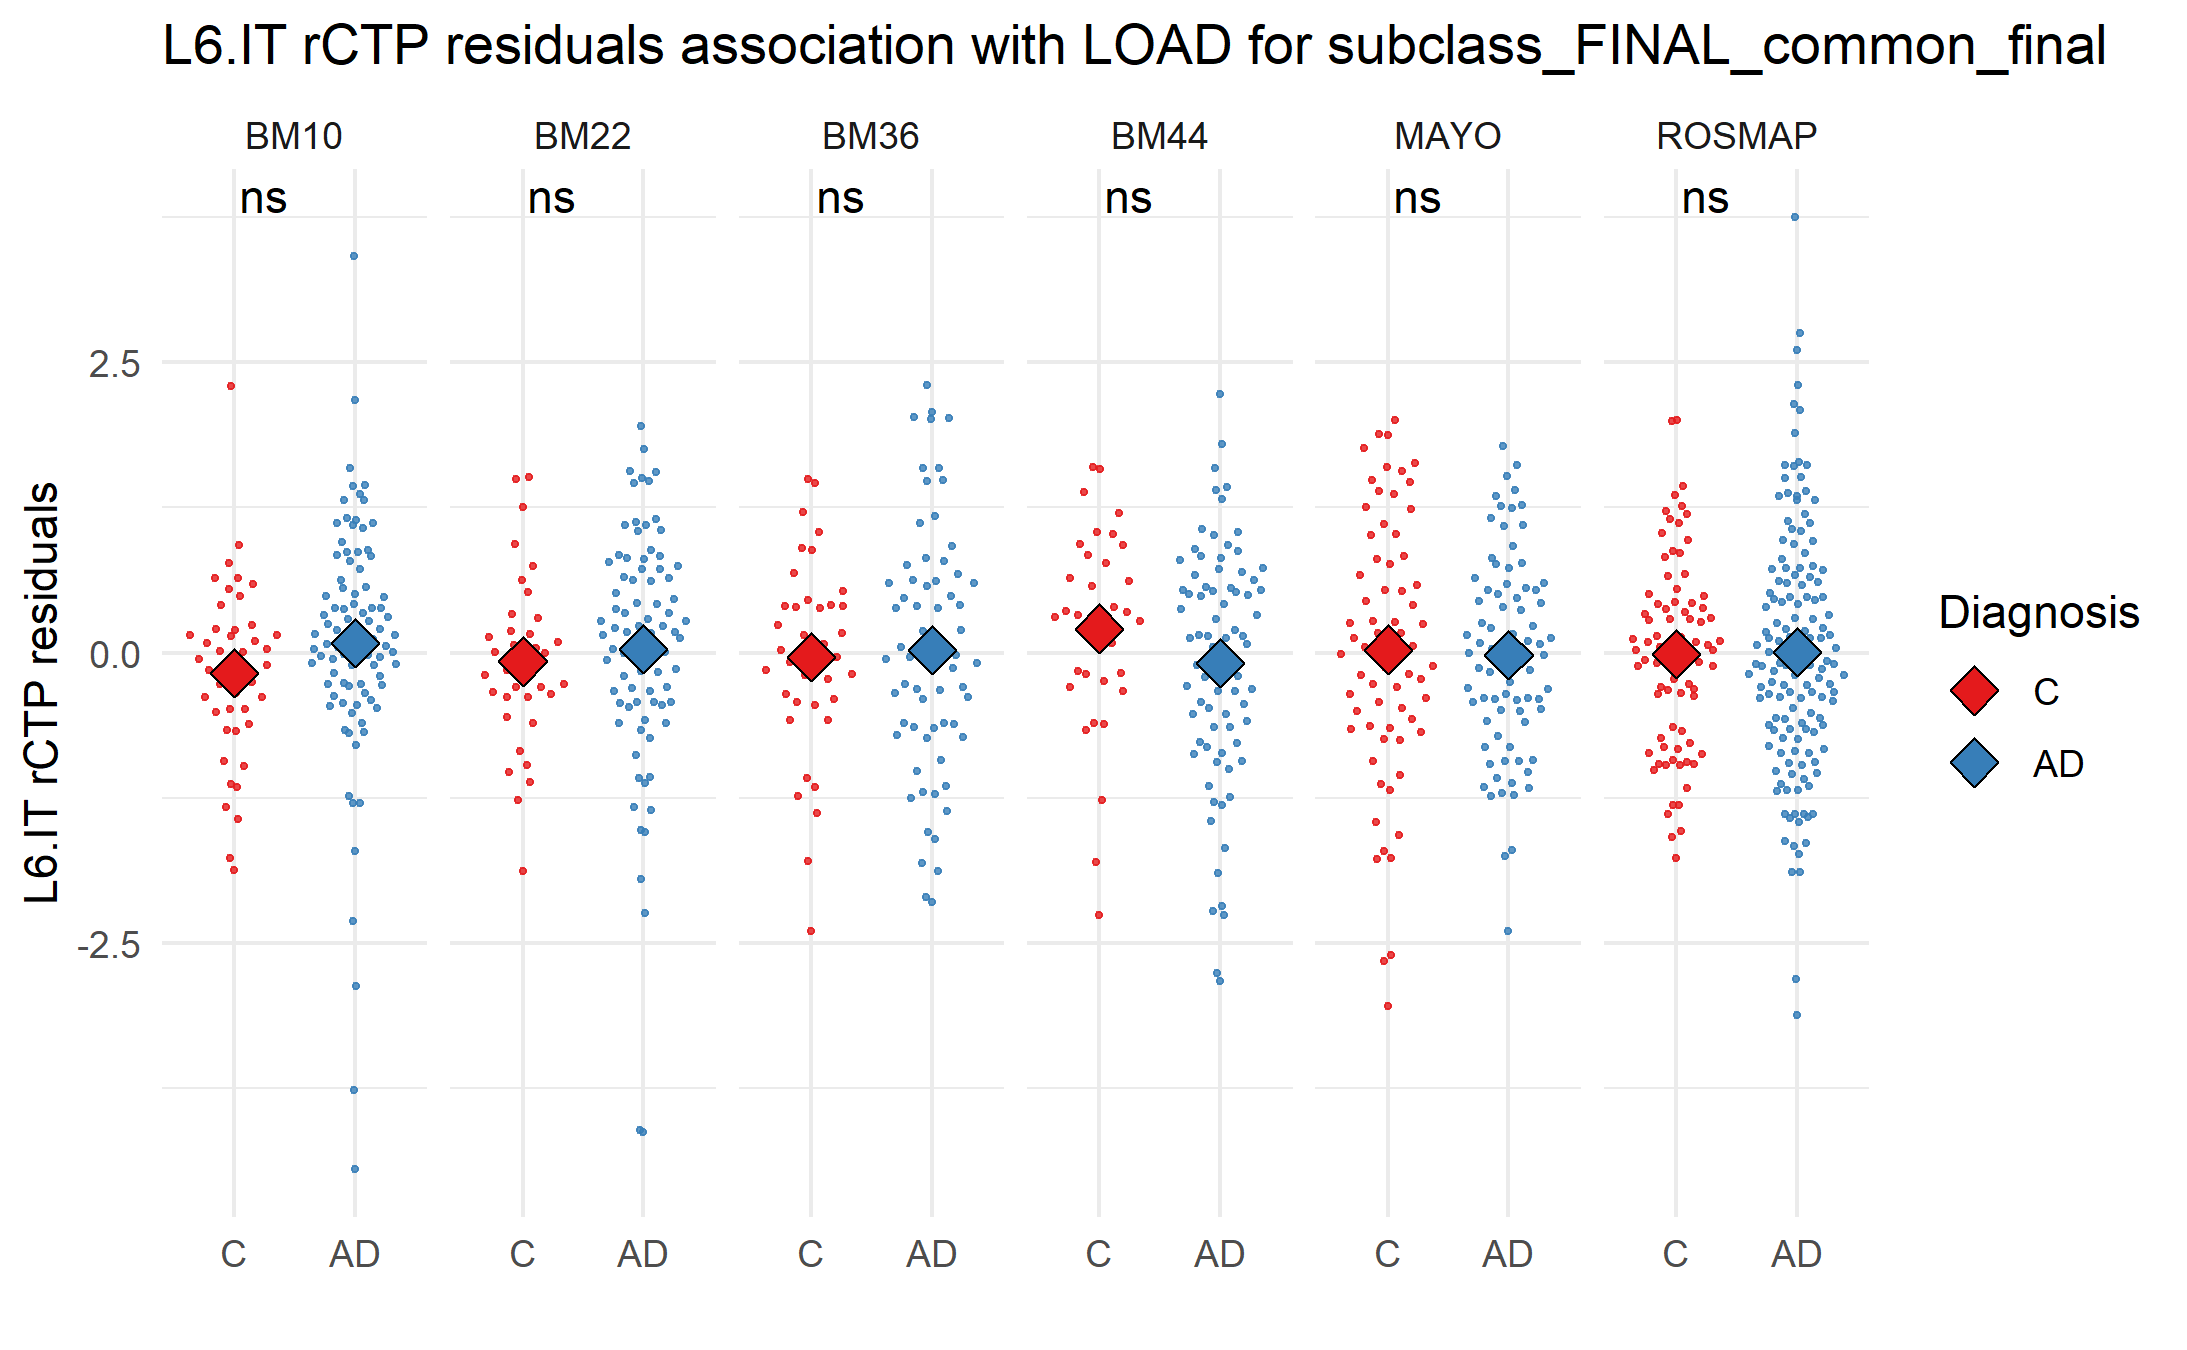 L6.IT rCTP residuals association with LOAD for subclass_FINAL_common_final
BM10 BM22 BM36 BM44 MAYO ROSMAP
ns ns ns ns ns ns
L6.IT rCTP residuals
2.5
0.0
-2.5
C AD C AD C AD C AD C AD C AD
Diagnosis
C
AD